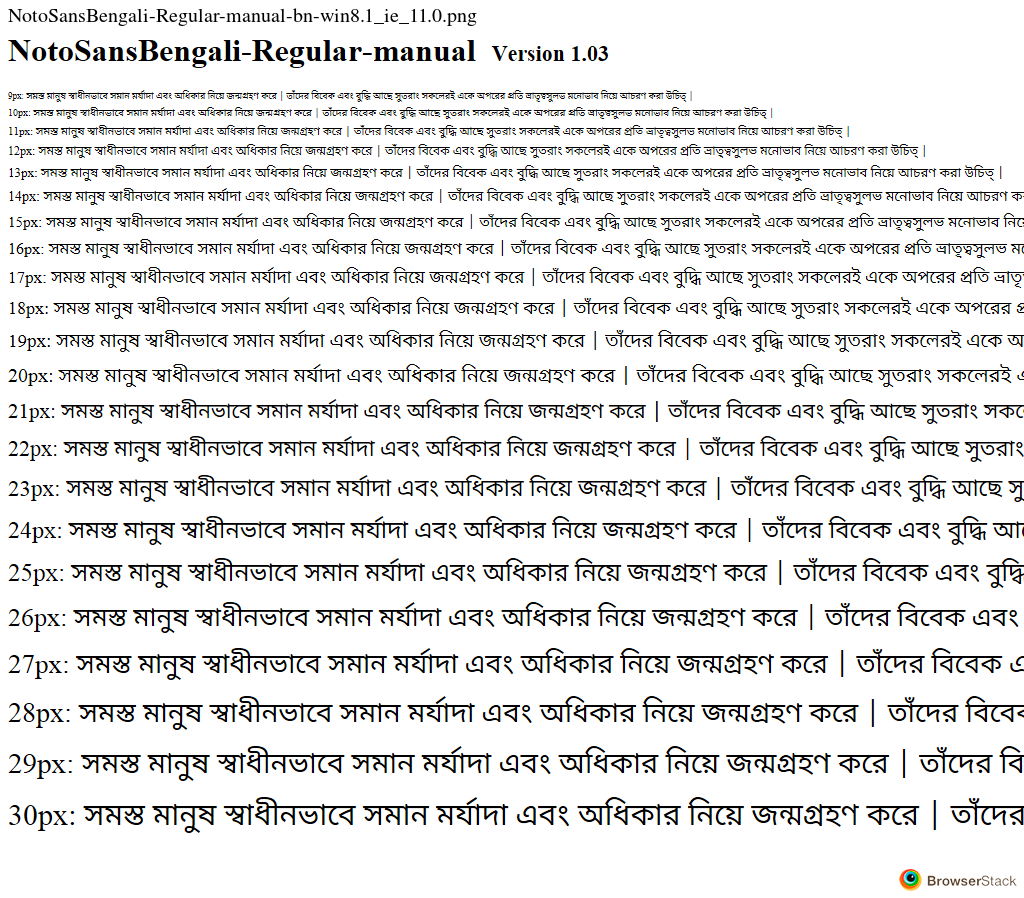 NotoSansBengali-Regular-manual-bn-win8.1_ie_11.0.png
NotoSansBengali-Regular-manual Version 1.03
9px: সমস্ত মানুষ স্বাধীনভাবে সমান মর্যাদা এবং অধিকার নিয়ে জন্মগ্রহণ করে | তাঁদের বিবেক এবং বুদ্ধি আছে সুতরাং সকলেরই একে অপরের প্রতি ভ্রাতৃত্বসুলভ মনোভাব নিয়ে আচরণ করা উচিত্ |
10px: সমস্ত মানুষ স্বাধীনভাবে সমান মর্যাদা এবং অধিকার নিয়ে জন্মগ্রহণ করে | তাঁদের বিবেক এবং বুদ্ধি আছে সুতরাং সকলেরই একে অপরের প্রতি ভ্রাতৃত্বসুলভ মনোভাব নিয়ে আচরণ করা উচিত্ |
11px: সমস্ত মানুষ স্বাধীনভাবে সমান মর্যাদা এবং অধিকার নিয়ে জন্মগ্রহণ করে | তাঁদের বিবেক এবং বুদ্ধি আছে সুতরাং সকলেরই একে অপরের প্রতি ভ্রাতৃত্বসুলভ মনোভাব নিয়ে আচরণ করা উচিত্ |
12px: সমস্ত মানুষ স্বাধীনভাবে সমান মর্যাদা এবং অধিকার নিয়ে জন্মগ্রহণ করে | তাঁদের বিবেক এবং বুদ্ধি আছে সুতরাং সকলেরই একে অপরের প্রতি ভ্রাতৃত্বসুলভ মনোভাব নিয়ে আচরণ করা উচিত্ |
13px: সমস্ত মানুষ স্বাধীনভাবে সমান মর্যাদা এবং অধিকার নিয়ে জন্মগ্রহণ করে | তাঁদের বিবেক এবং বুদ্ধি আছে সুতরাং সকলেরই একে অপরের প্রতি ভ্রাতৃত্বসুলভ মনোভাব নিয়ে আচরণ করা উচিত্ |
14px: সমস্ত মানুষ স্বাধীনভাবে সমান মর্যাদা এবং অধিকার নিয়ে জন্মগ্রহণ করে | তাঁদের বিবেক এবং বুদ্ধি আছে সুতরাং সকলেরই একে অপরের প্রতি ভ্রাতৃত্বসুলভ মনোভাব নিয়ে আচরণ
15px: সমস্ত মানুষ স্বাধীনভাবে সমান মর্যাদা এবং অধিকার নিয়ে জন্মগ্রহণ করে | তাঁদের বিবেক এবং বুদ্ধি আছে সুতরাং সকলেরই একে অপরের প্রতি ভ্রাতৃত্বসুলভ মনোভাব
16px: সমস্ত মানুষ স্বাধীনভাবে সমান মর্যাদা এবং অধিকার নিয়ে জন্মগ্রহণ করে | তাঁদের বিবেক এবং বুদ্ধি আছে সুতরাং সকলেরই একে অপরের প্রতি ভ্রাতৃত্বসুলভ
17px: সমস্ত মানুষ স্বাধীনভাবে সমান মর্যাদা এবং অধিকার নিয়ে জন্মগ্রহণ করে | তাঁদের বিবেক এবং বুদ্ধি আছে সুতরাং সকলেরই একে অপরের প্রতি
18px: সমস্ত মানুষ স্বাধীনভাবে সমান মর্যাদা এবং অধিকার নিয়ে জন্মগ্রহণ করে | তাঁদের বিবেক এবং বুদ্ধি আছে সুতরাং সকলেরই একে অপরের
19px: সমস্ত মানুষ স্বাধীনভাবে সমান মর্যাদা এবং অধিকার নিয়ে জন্মগ্রহণ করে | তাঁদের বিবেক এবং বুদ্ধি আছে সুতরাং সকলেরই একে
20px: সমস্ত মানুষ স্বাধীনভাবে সমান মর্যাদা এবং অধিকার নিয়ে জন্মগ্রহণ করে | তাঁদের বিবেক এবং বুদ্ধি আছে সুতরাং সকলেরই
21px: সমস্ত মানুষ স্বাধীনভাবে সমান মর্যাদা এবং অধিকার নিয়ে জন্মগ্রহণ করে | তাঁদের বিবেক এবং বুদ্ধি আছে সুতরাং
22px: সমস্ত মানুষ স্বাধীনভাবে সমান মর্যাদা এবং অধিকার নিয়ে জন্মগ্রহণ করে | তাঁদের বিবেক এবং বুদ্ধি আছে সুতরাং
23px: সমস্ত মানুষ স্বাধীনভাবে সমান মর্যাদা এবং অধিকার নিয়ে জন্মগ্রহণ করে | তাঁদের বিবেক এবং বুদ্ধি আছে
24px: সমস্ত মানুষ স্বাধীনভাবে সমান মর্যাদা এবং অধিকার নিয়ে জন্মগ্রহণ করে | তাঁদের বিবেক এবং বুদ্ধি
25px: সমস্ত মানুষ স্বাধীনভাবে সমান মর্যাদা এবং অধিকার নিয়ে জন্মগ্রহণ করে | তাঁদের বিবেক এবং বুদ্ধি
26px: সমস্ত মানুষ স্বাধীনভাবে সমান মর্যাদা এবং অধিকার নিয়ে জন্মগ্রহণ করে | তাঁদের বিবেক এবং
27px: সমস্ত মানুষ স্বাধীনভাবে সমান মর্যাদা এবং অধিকার নিয়ে জন্মগ্রহণ করে | তাঁদের বিবেক
28px: সমস্ত মানুষ স্বাধীনভাবে সমান মর্যাদা এবং অধিকার নিয়ে জন্মগ্রহণ করে | তাঁদের বিবেক
29px: সমস্ত মানুষ স্বাধীনভাবে সমান মর্যাদা এবং অধিকার নিয়ে জন্মগ্রহণ করে | তাঁদের বি
30px: সমস্ত মানুষ স্বাধীনভাবে সমান মর্যাদা এবং অধিকার নিয়ে জন্মগ্রহণ করে | তাঁদের
BrowserStack